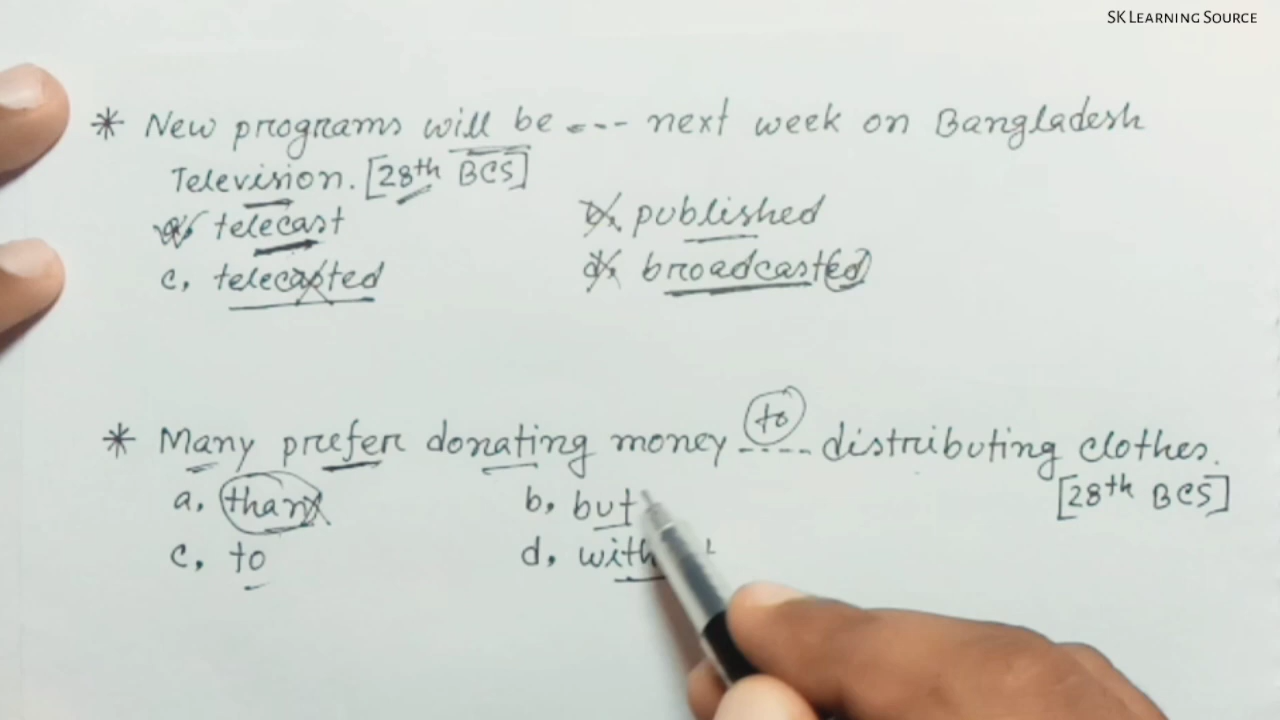 SK LEARNING SOURCE
* New programs will be ---- next week on Bangladesh
Television. [28th BCS]
a, telecast b, published
c, telecasted d, broadcasted
to
* Many prefer donating money ---- distributing clothes.
[28th BCS]
a, than b, but
c, to d,